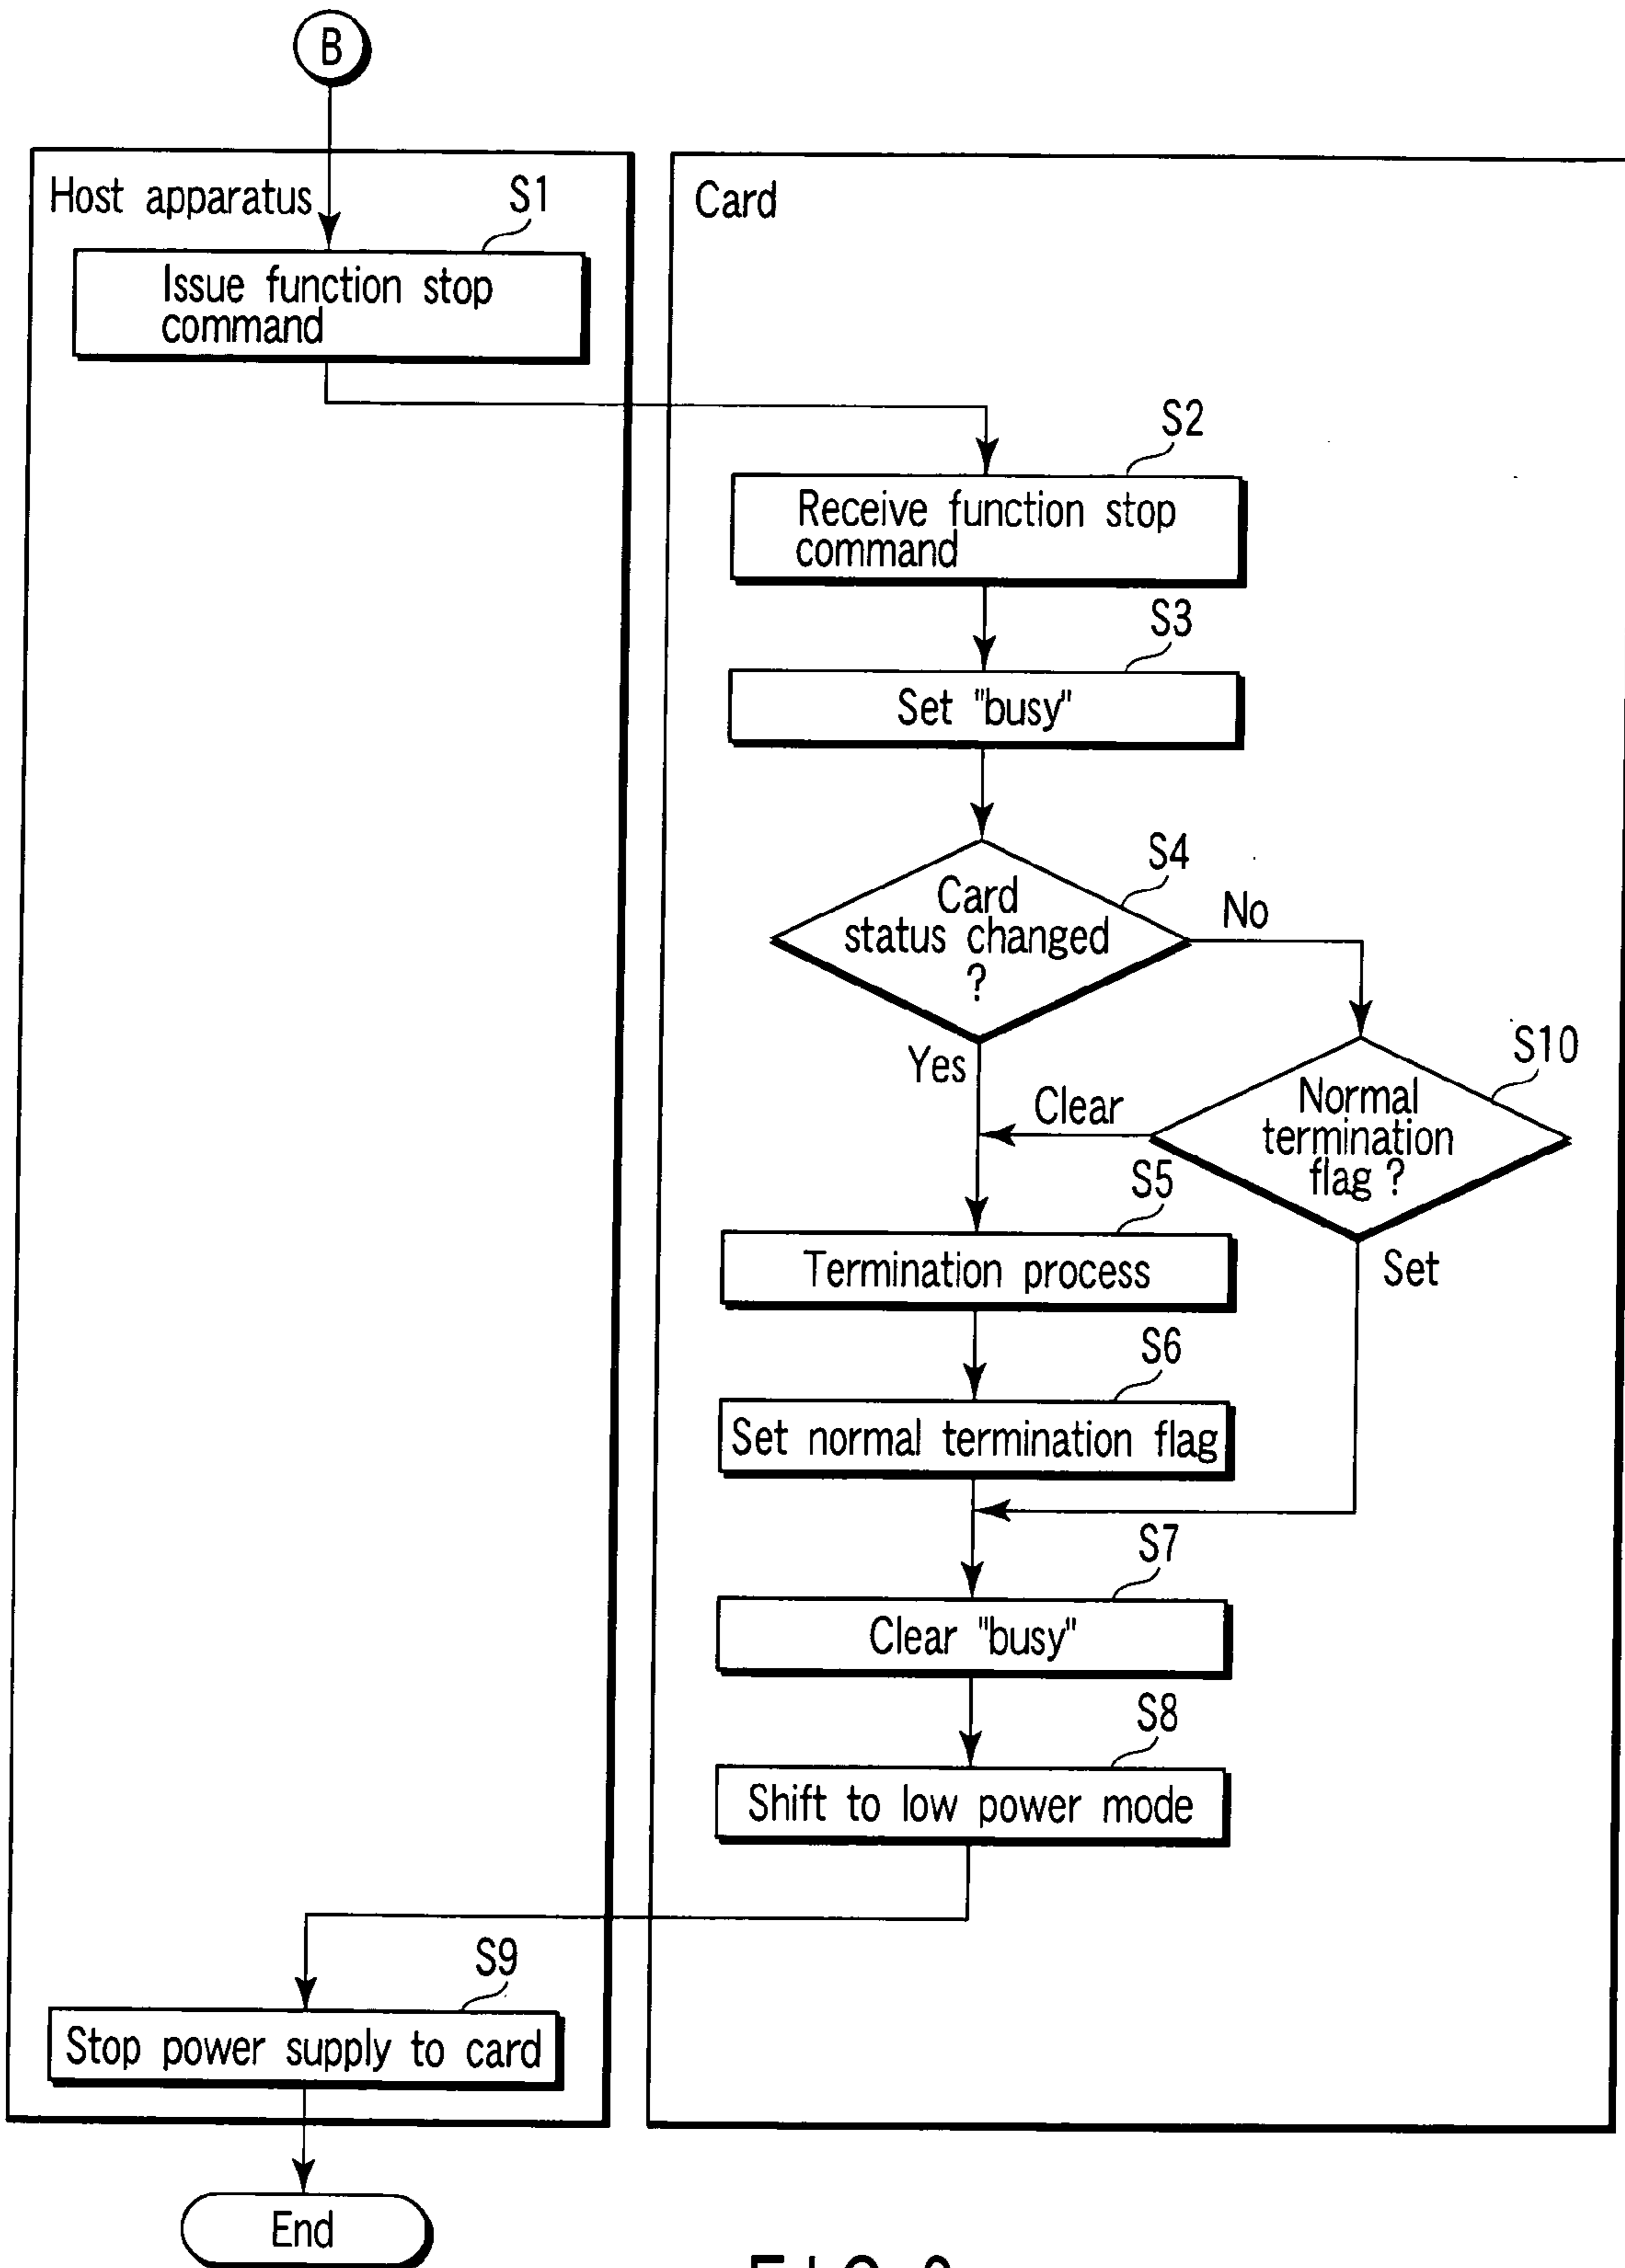 B
Host apparatus
S1
Issue function stop
command
Card
S2
Receive function stop
command
S3
Set "busy"
S4
Card
status changed
?
No
Yes
S10
Normal
termination
flag ?
Clear
Set
S5
Termination process
S6
Set normal termination flag
S7
Clear "busy"
S8
Shift to low power mode
S9
Stop power supply to card
End